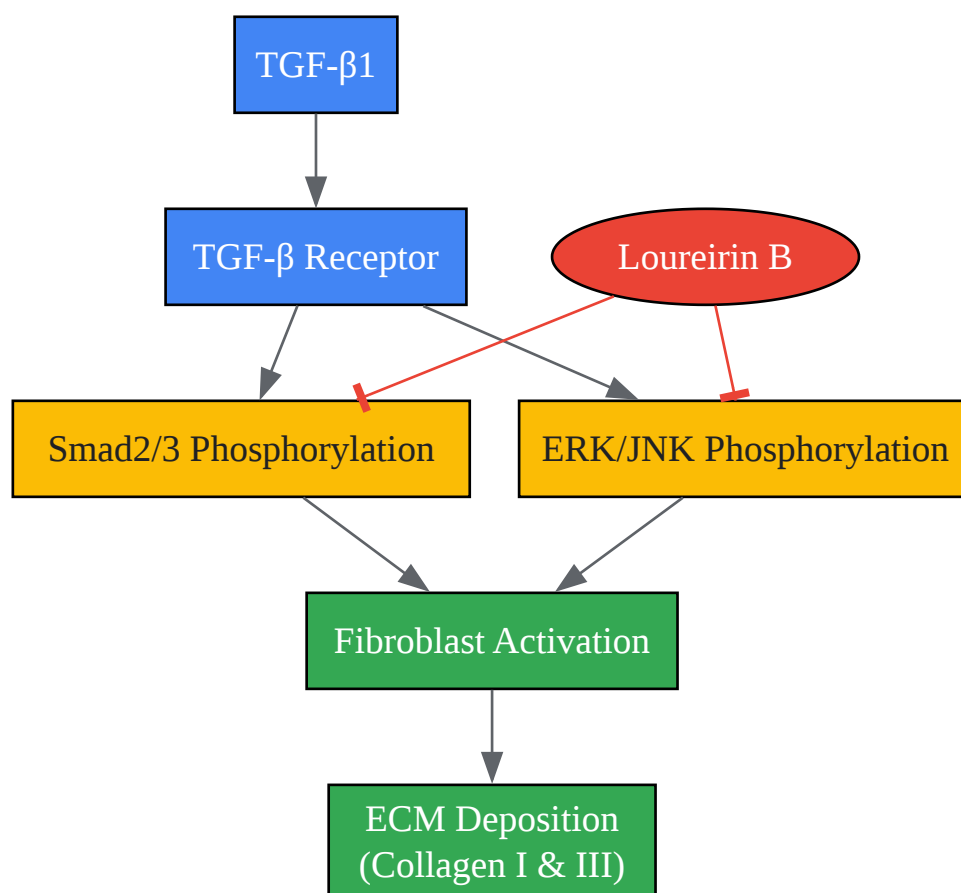 TGF-β1
TGF-β Receptor
Loureirin B
Smad2/3 Phosphorylation
ERK/JNK Phosphorylation
Fibroblast Activation
ECM Deposition
(Collagen I & III)